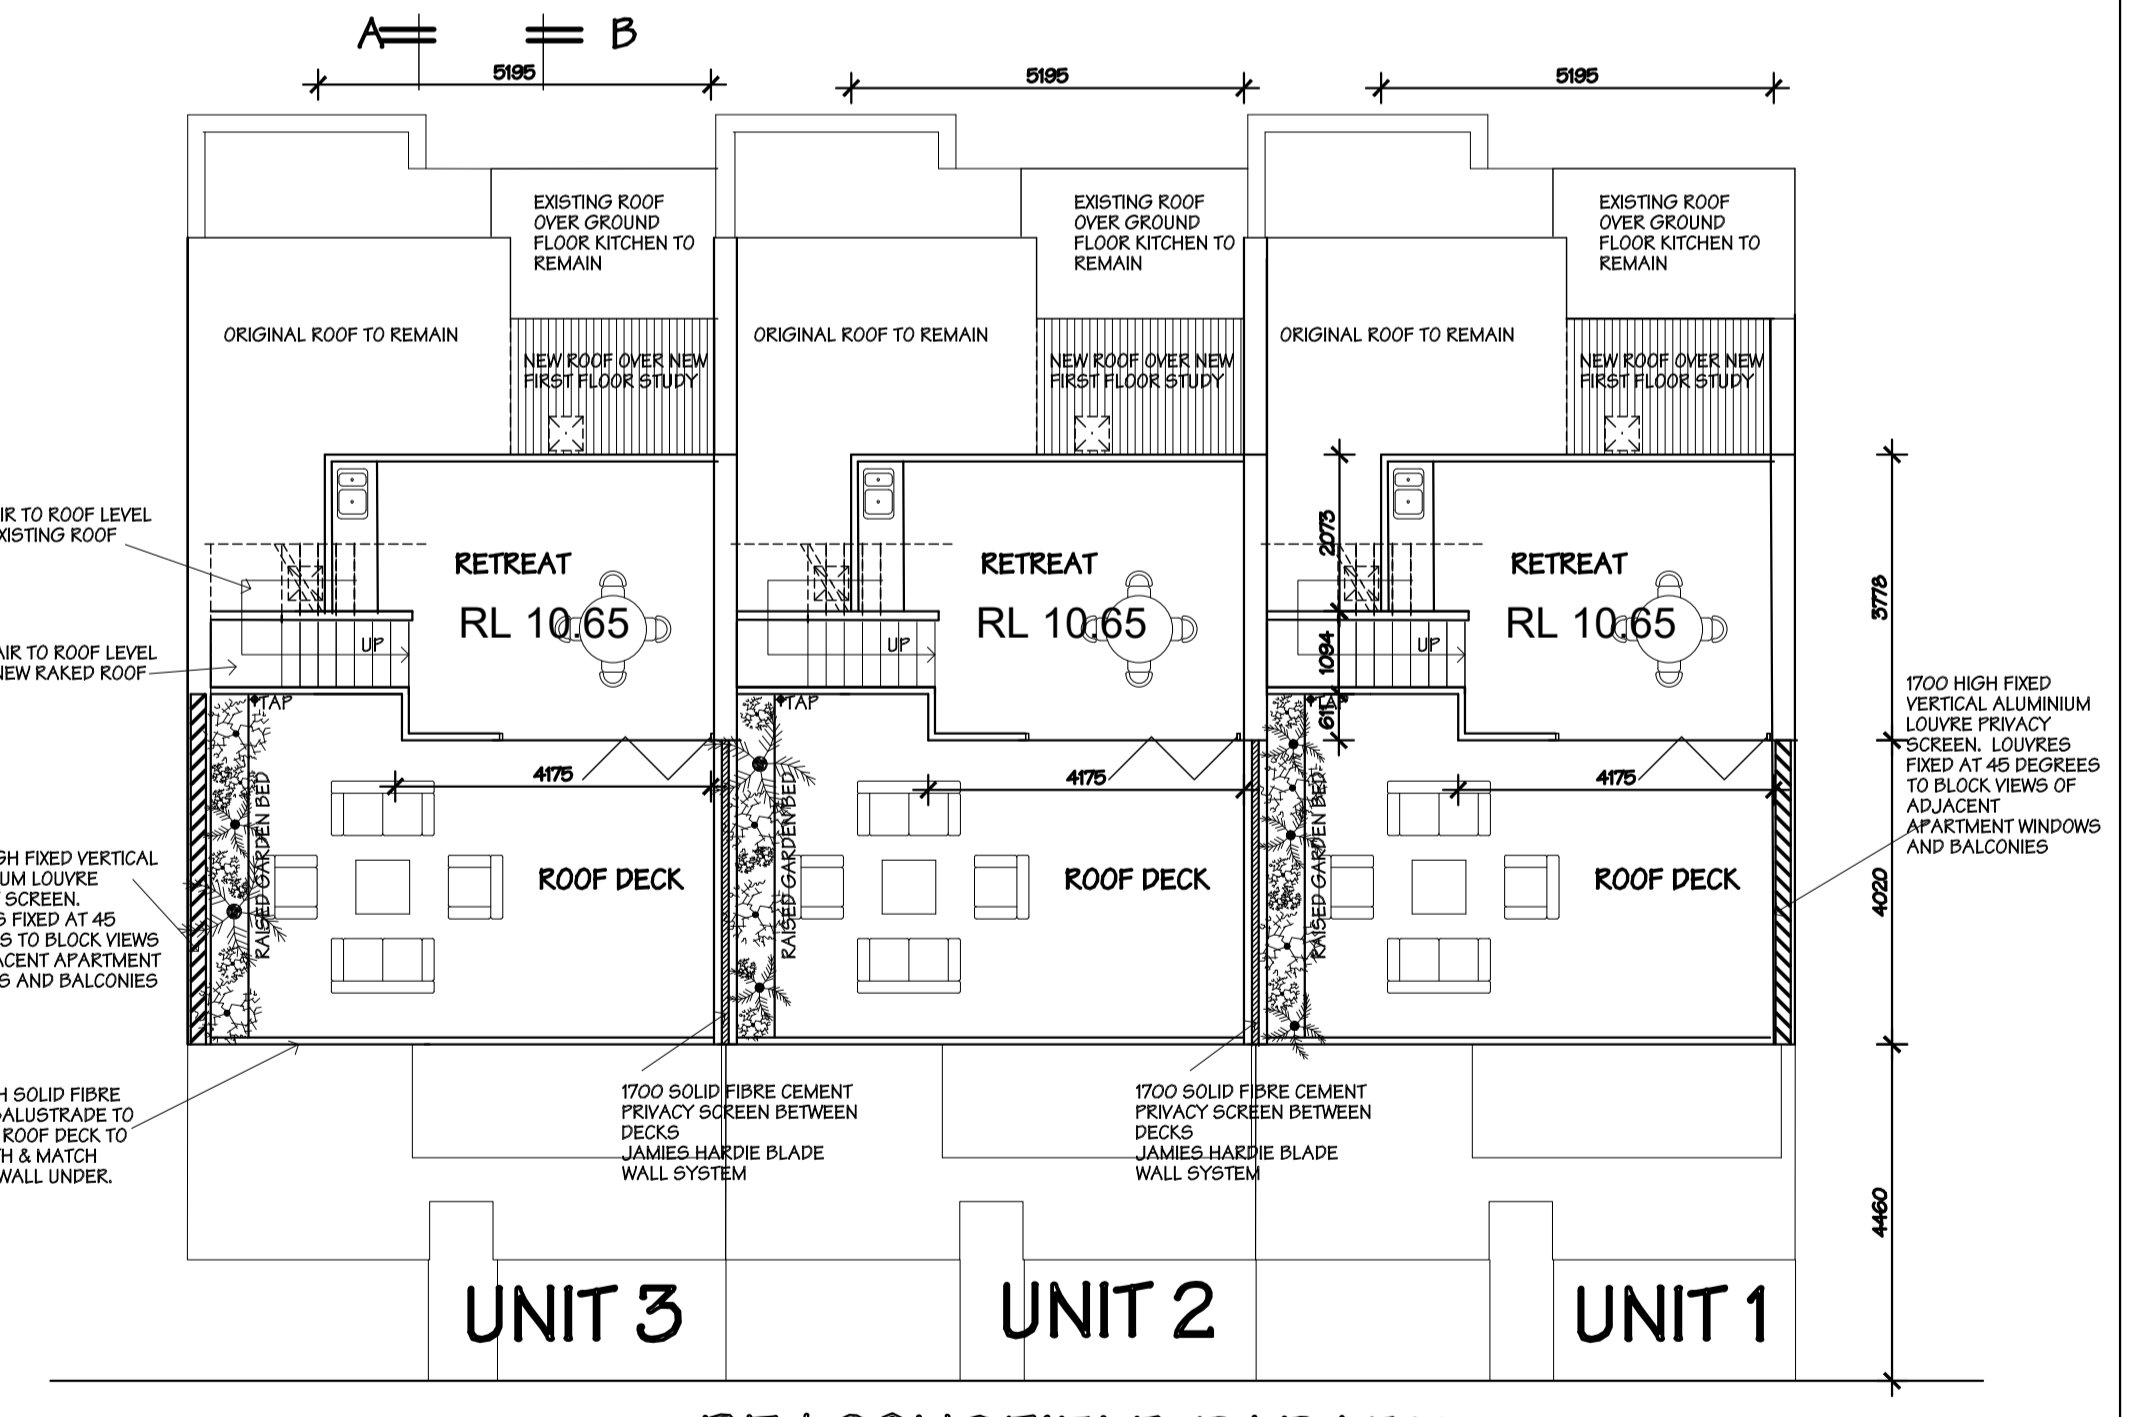 A B
5195
5195
5195
EXISTING ROOF
OVER GROUND
FLOOR KITCHEN TO
REMAIN
EXISTING ROOF
OVER GROUND
FLOOR KITCHEN TO
REMAIN
EXISTING ROOF
OVER GROUND
FLOOR KITCHEN TO
REMAIN
ORIGINAL ROOF TO REMAIN
ORIGINAL ROOF TO REMAIN
ORIGINAL ROOF TO REMAIN
NEW ROOF OVER NEW
FIRST FLOOR STUDY
NEW ROOF OVER NEW
FIRST FLOOR STUDY
NEW ROOF OVER NEW
FIRST FLOOR STUDY
IR TO ROOF LEVEL
XISTING ROOF
RETREAT
RL 10.65
UP
RETREAT
RL 10.65
UP
RETREAT
RL 10.65
UP
2073
1094
611
3778
4020
4460
AIR TO ROOF LEVEL
NEW RAKED ROOF
TAP
TAP
TAP
4175
4175
4175
RAISED GARDEN BED
RAISED GARDEN BED
RAISED GARDEN BED
ROOF DECK
ROOF DECK
ROOF DECK
1700 HIGH FIXED
VERTICAL ALUMINIUM
LOUVRE PRIVACY
SCREEN. LOUVRES
FIXED AT 45 DEGREES
TO BLOCK VIEWS OF
ADJACENT
APARTMENT WINDOWS
AND BALCONIES
GH FIXED VERTICAL
UM LOUVRE
SCREEN.
S FIXED AT 45
S TO BLOCK VIEWS
ACENT APARTMENT
S AND BALCONIES
H SOLID FIBRE
BALUSTRADE TO
ROOF DECK TO
TH & MATCH
WALL UNDER.
1700 SOLID FIBRE CEMENT
PRIVACY SCREEN BETWEEN
DECKS
JAMIES HARDIE BLADE
WALL SYSTEM
1700 SOLID FIBRE CEMENT
PRIVACY SCREEN BETWEEN
DECKS
JAMIES HARDIE BLADE
WALL SYSTEM
UNIT 3
UNIT 2
UNIT 1